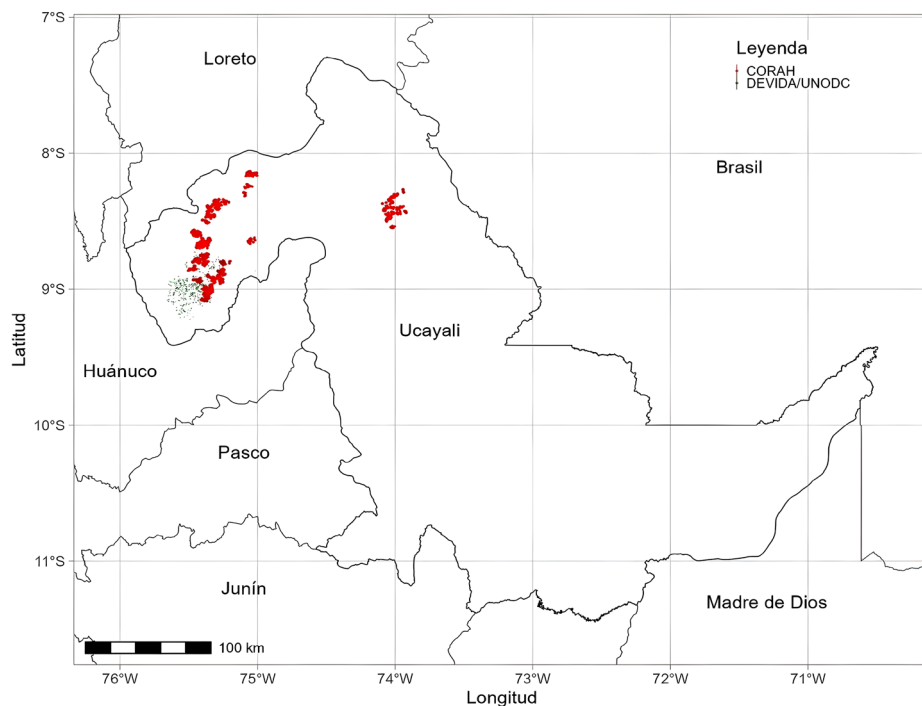 7°S
Loreto
Leyenda
CORAH
DEVIDA/UNODC
8°S
Brasil
9°S
Latitud
Ucayali
Huánuco
10°S
Pasco
11°S
Junín
Madre de Dios
100 km
76°W
75°W
74°W
73°W
72°W
71°W
Longitud